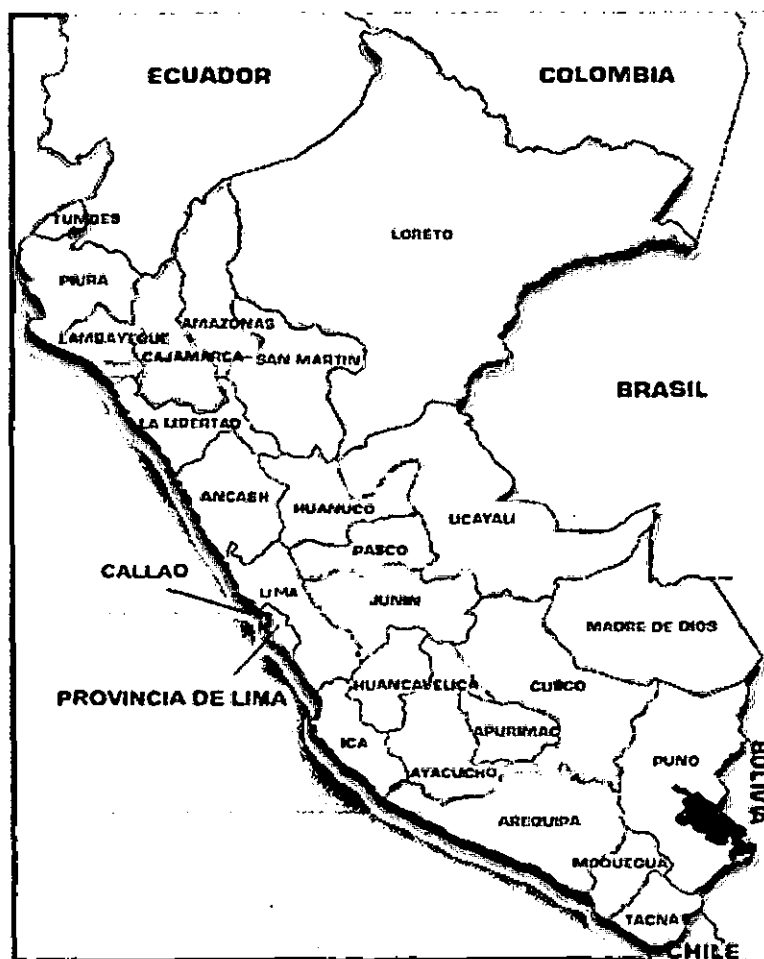 ECUADOR
COLOMBIA
TUMBES
LORETO
PIURA
LAMBAYEQUE
AMAZONAS
CAJAMARCA
SAN MARTIN
BRASIL
LA LIBERTAD
ANCASH
HUANUCO
UCAYALI
PASCO
CALLAO
LIMA
JUNIN
MADRE DE DIOS
PROVINCIA DE LIMA
HUANCAVELICA
CUSCO
ICA
APURIMAC
PUNO
BOLIVIA
AYACUCHO
AREQUIPA
MOQUEGUA
TACNA
CHILE